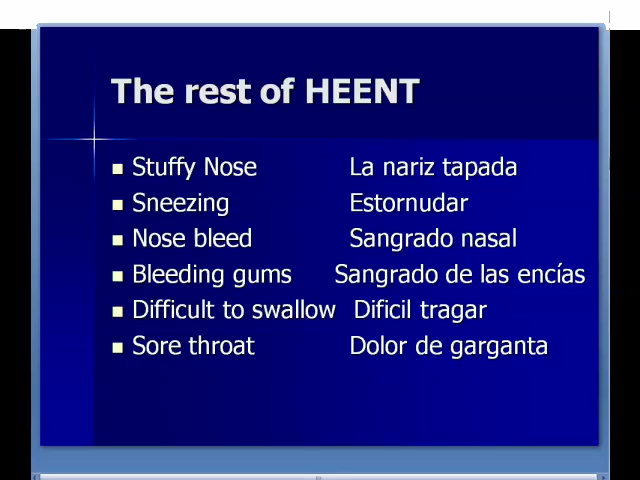 The rest of HEENT
Stuffy Nose La nariz tapada
Sneezing Estornudar
Nose bleed Sangrado nasal
Bleeding gums Sangrado de las encías
Difficult to swallow Dificil tragar
Sore throat Dolor de garganta